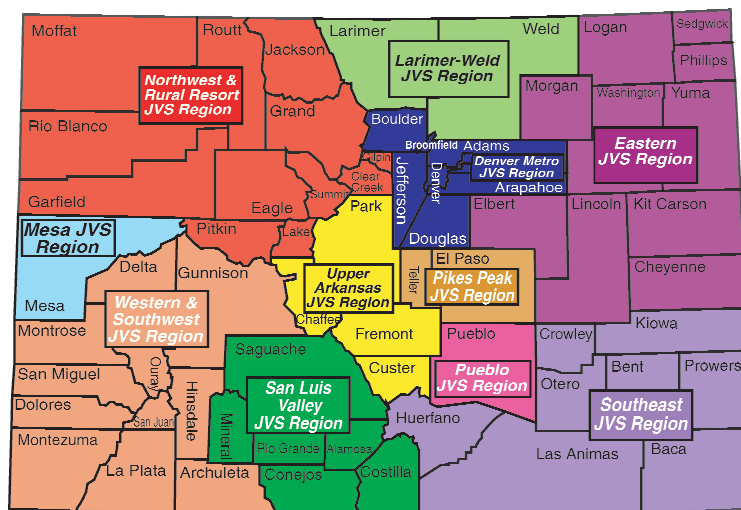 Moffat
Routt
Jackson
Larimer
Weld
Logan
Sedgwick
Phillips
Northwest &
Rural Resort
JVS Region
Larimer-Weld
JVS Region
Morgan
Washington
Yuma
Grand
Boulder
Rio Blanco
Broomfield
Adams
Eastern
JVS Region
Gilpin
Clear
Creek
Jefferson
Denver
Denver Metro
JVS Region
Arapahoe
Summit
Garfield
Eagle
Park
Elbert
Lincoln
Kit Carson
Mesa JVS
Region
Pitkin
Lake
Douglas
Delta
Gunnison
El Paso
Teller
Cheyenne
Upper
Arkansas
JVS Region
Pikes Peak
JVS Region
Mesa
Western &
Southwest
JVS Region
Chaffee
Montrose
Fremont
Pueblo
Crowley
Kiowa
Saguache
Ouray
San Miguel
Custer
Pueblo
JVS Region
Bent
Prowers
Otero
Dolores
Hinsdale
San Luis
Valley
JVS Region
Southeast
JVS Region
San Juan
Mineral
Huerfano
Montezuma
Rio Grande
Alamosa
Las Animas
Baca
La Plata
Archuleta
Conejos
Costilla